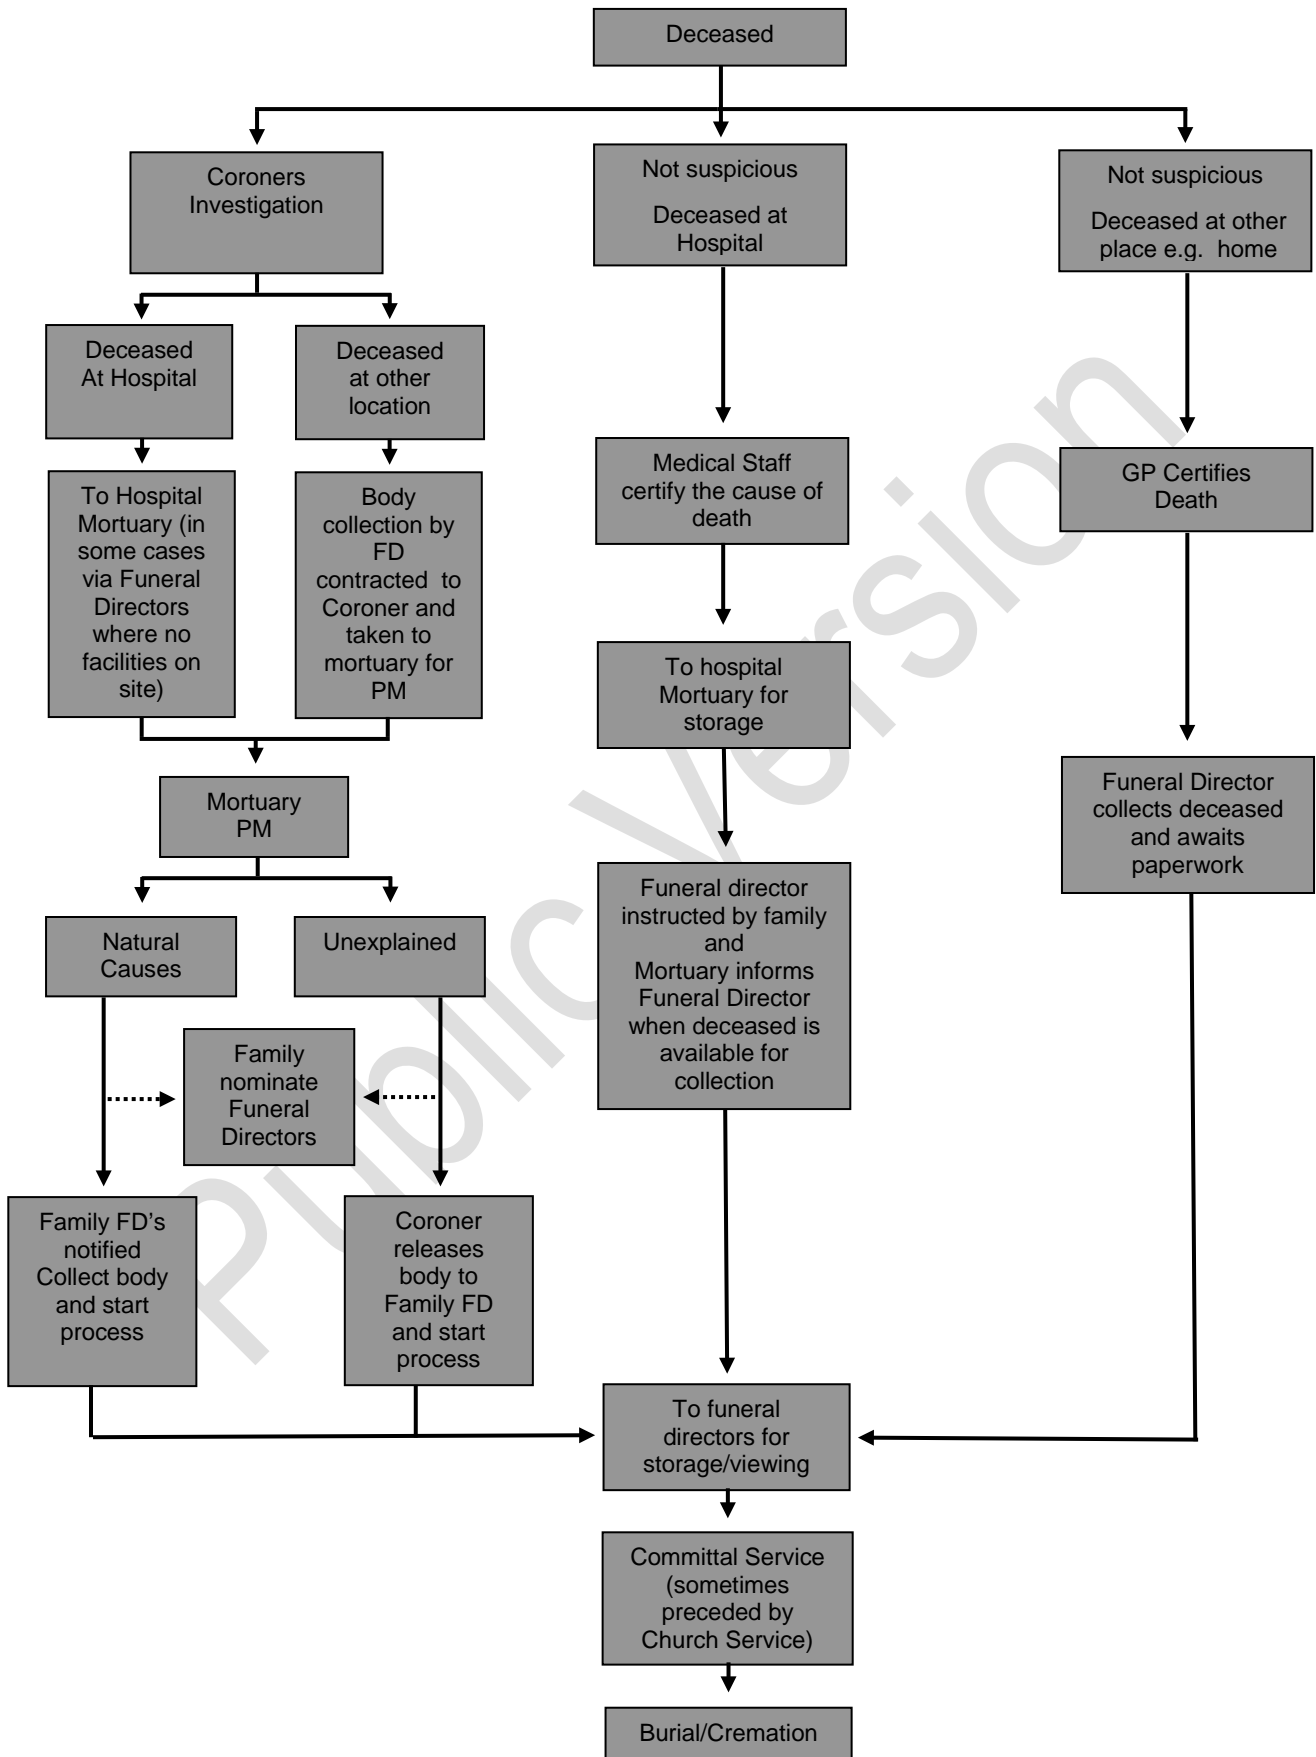 Deceased
Coroners
Investigation
Not suspicious
Deceased at
Hospital
Not suspicious
Deceased at other
place e.g. home
Deceased
At Hospital
Deceased
at other
location
To Hospital
Mortuary (in
some cases
via Funeral
Directors
where no
facilities on
site)
Body
collection by
FD
contracted to
Coroner and
taken to
mortuary for
PM
Medical Staff
certify the cause of
death
GP Certifies
Death
To hospital
Mortuary for
storage
Mortuary
PM
Funeral Director
collects deceased
and awaits
paperwork
Natural
Causes
Unexplained
Funeral director
instructed by family
and
Mortuary informs
Funeral Director
when deceased is
available for
collection
Family
nominate
Funeral
Directors
Family FD's
notified
Collect body
and start
process
Coroner
releases
body to
Family FD
and start
process
To funeral
directors for
storage/viewing
Committal Service
(sometimes
preceded by
Church Service)
Burial/Cremation
Public Version